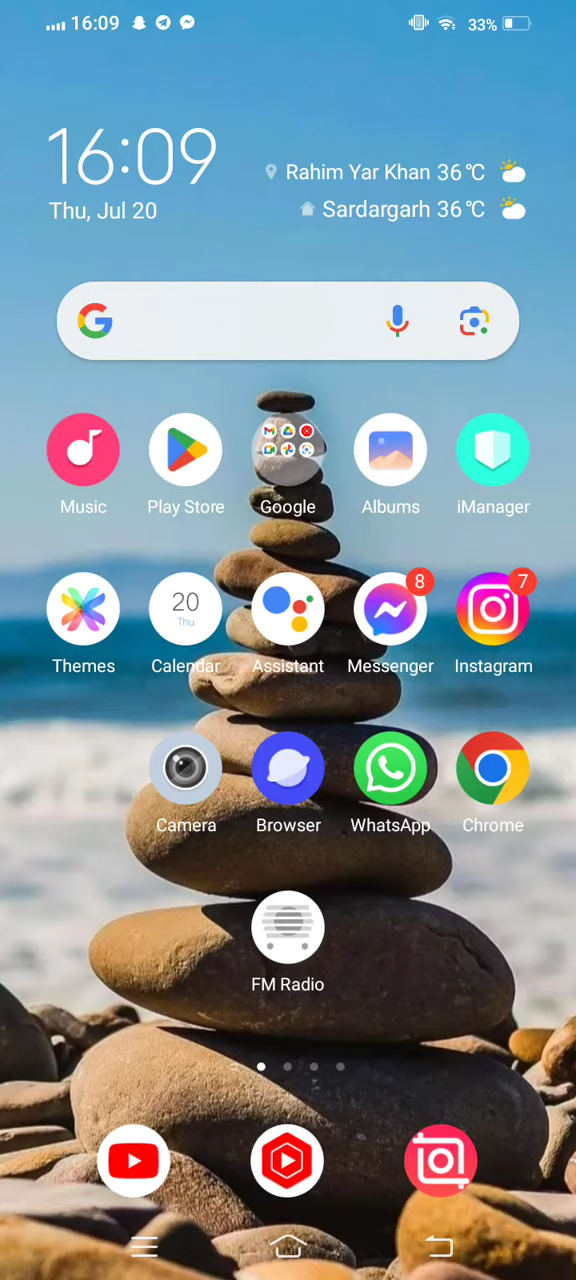 16:09
33%
16:09
Rahim Yar Khan 36℃
Thu, Jul 20
Sardargarh 36℃
Music
Play Store
Google
Albums
iManager
8
7
20
Thu
Themes
Calendar
Assistant
Messenger
Instagram
Camera
Browser
WhatsApp
Chrome
FM Radio